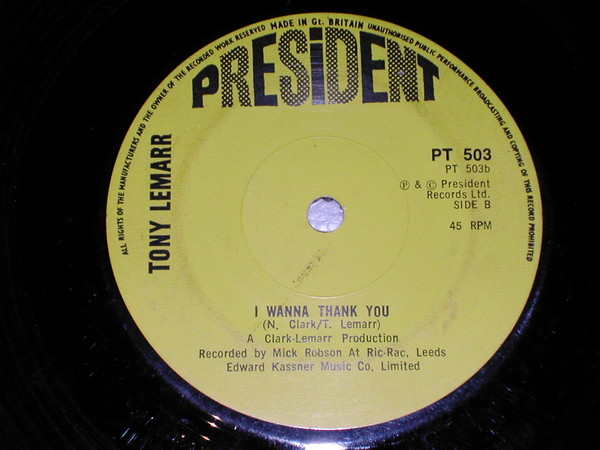 ALL RIGHTS OF THE MANUFACTURERS AND THE OWNER OF THE RECORDED WORK RESERVED MADE IN Gt. BRITAIN UNAUTHORISED PUBLIC PERFORMANCE BROADCASTING AND COPYING OF THIS RECORD PROHIBITED
PRESiDENT
TONY LEMARR
PT 503
PT 503b
℗ & © President
Records Ltd.
SIDE B
45 RPM
I WANNA THANK YOU
(N. Clark/T. Lemarr)
A Clark-Lemarr Production
Recorded by Mick Robson At Ric-Rac, Leeds
Edward Kassner Music Co. Limited